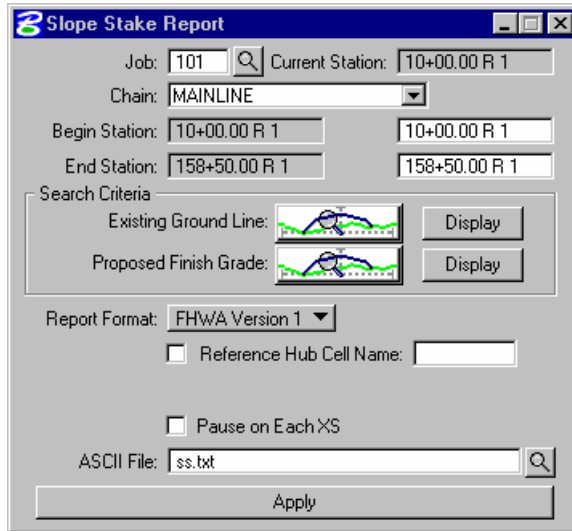 Slope Stake Report
Job: 101 Current Station: 10+00.00 R 1
Chain: MAINLINE
Begin Station: 10+00.00 R 1 10+00.00 R 1
End Station: 158+50.00 R 1 158+50.00 R 1
Search Criteria
Existing Ground Line: Display
Proposed Finish Grade: Display
Report Format: FHWA Version 1
Reference Hub Cell Name:
Pause on Each XS
ASCII File: ss.txt
Apply